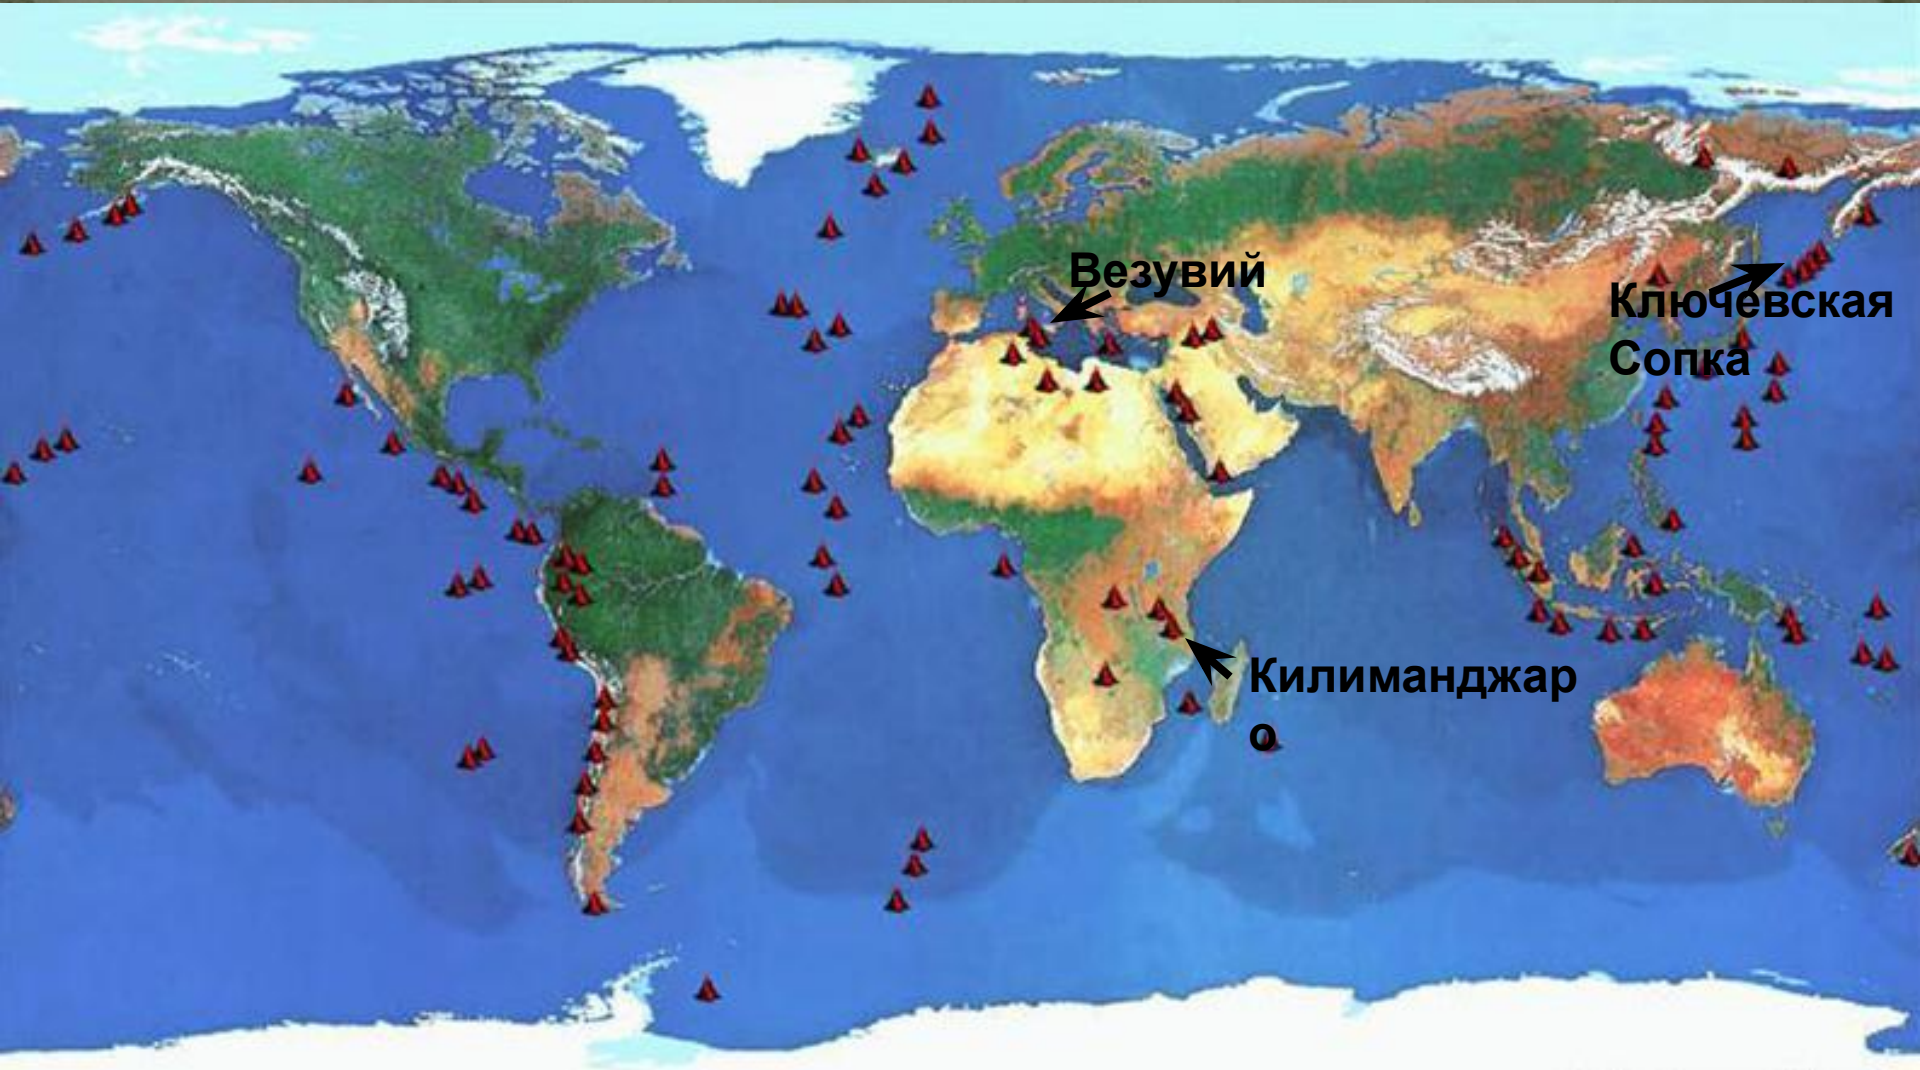 Везувий
Ключевская
Сопка
Килиманджар
о